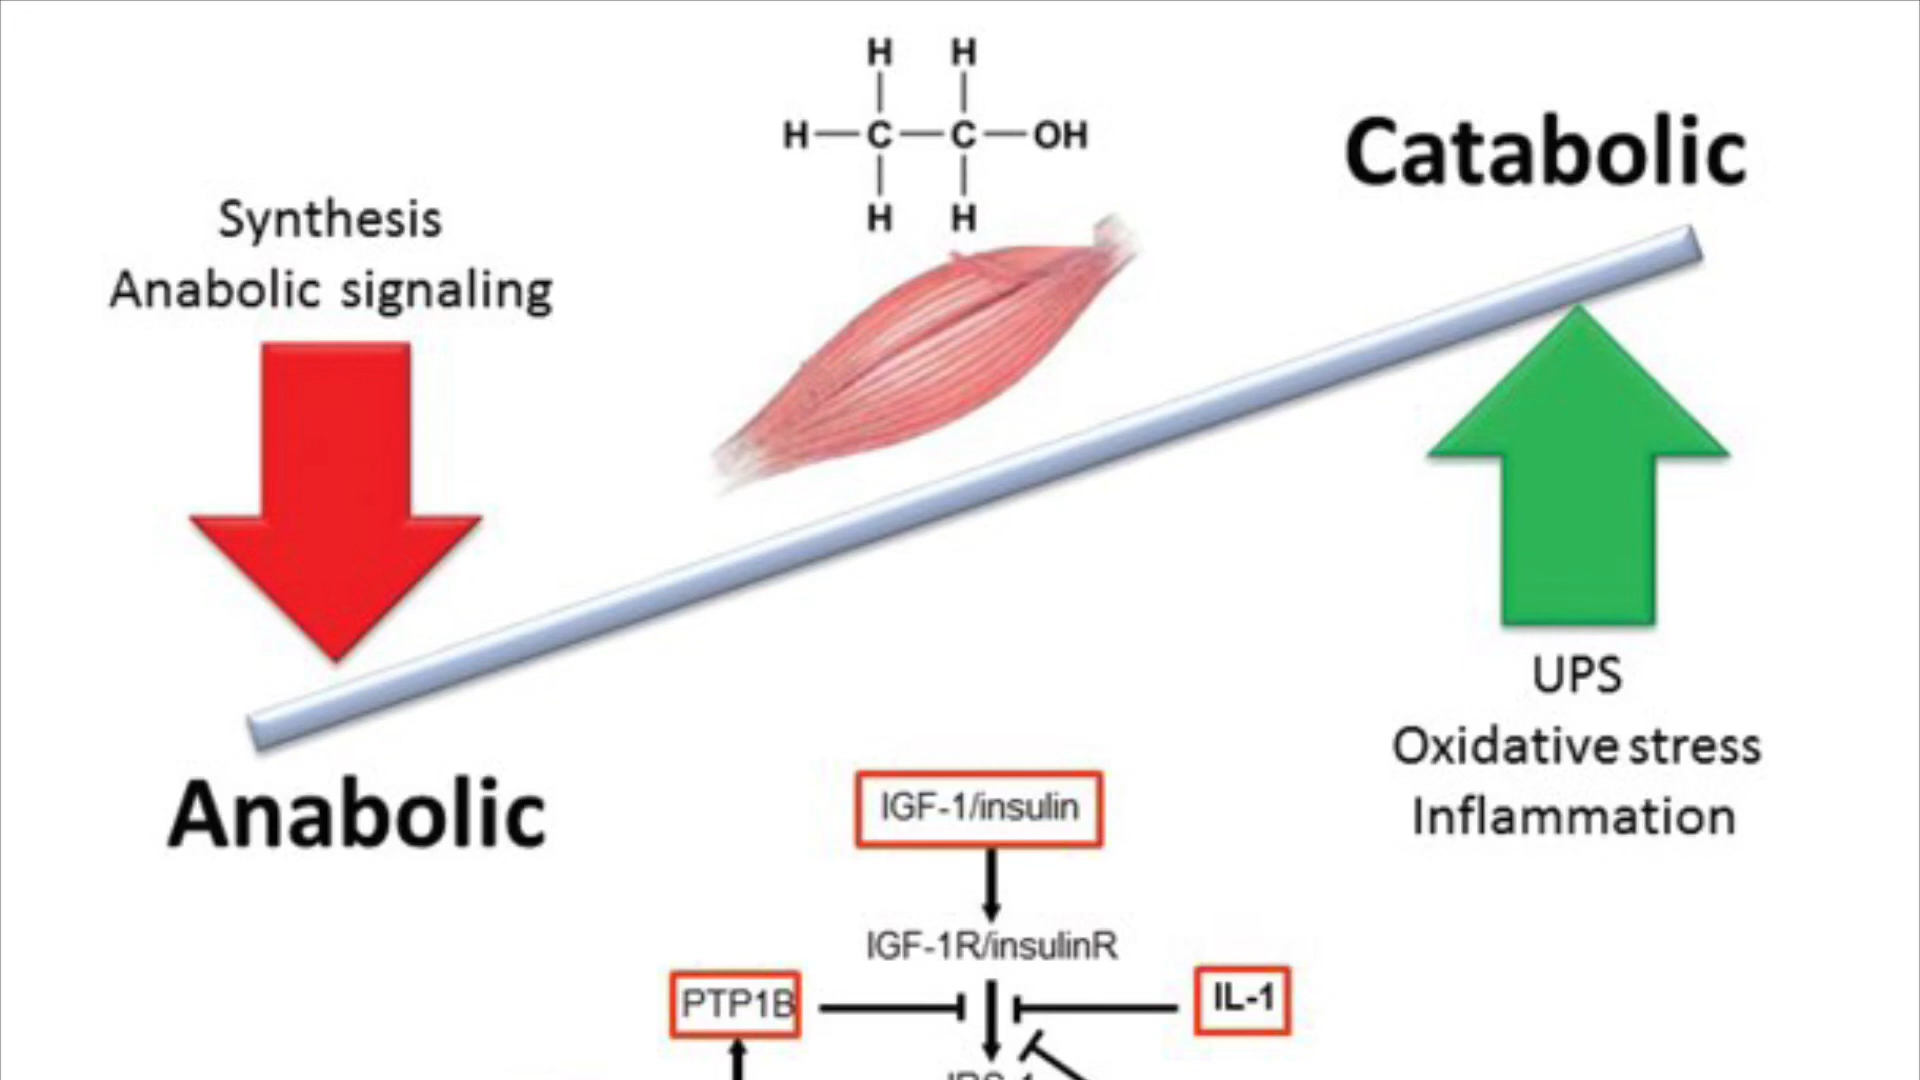 H H
H C C OH
H H
Catabolic
Synthesis
Anabolic signaling
UPS
Oxidative stress
Inflammation
Anabolic
IGF-1/insulin
IGF-1R/insulinR
PTP1B
IL-1